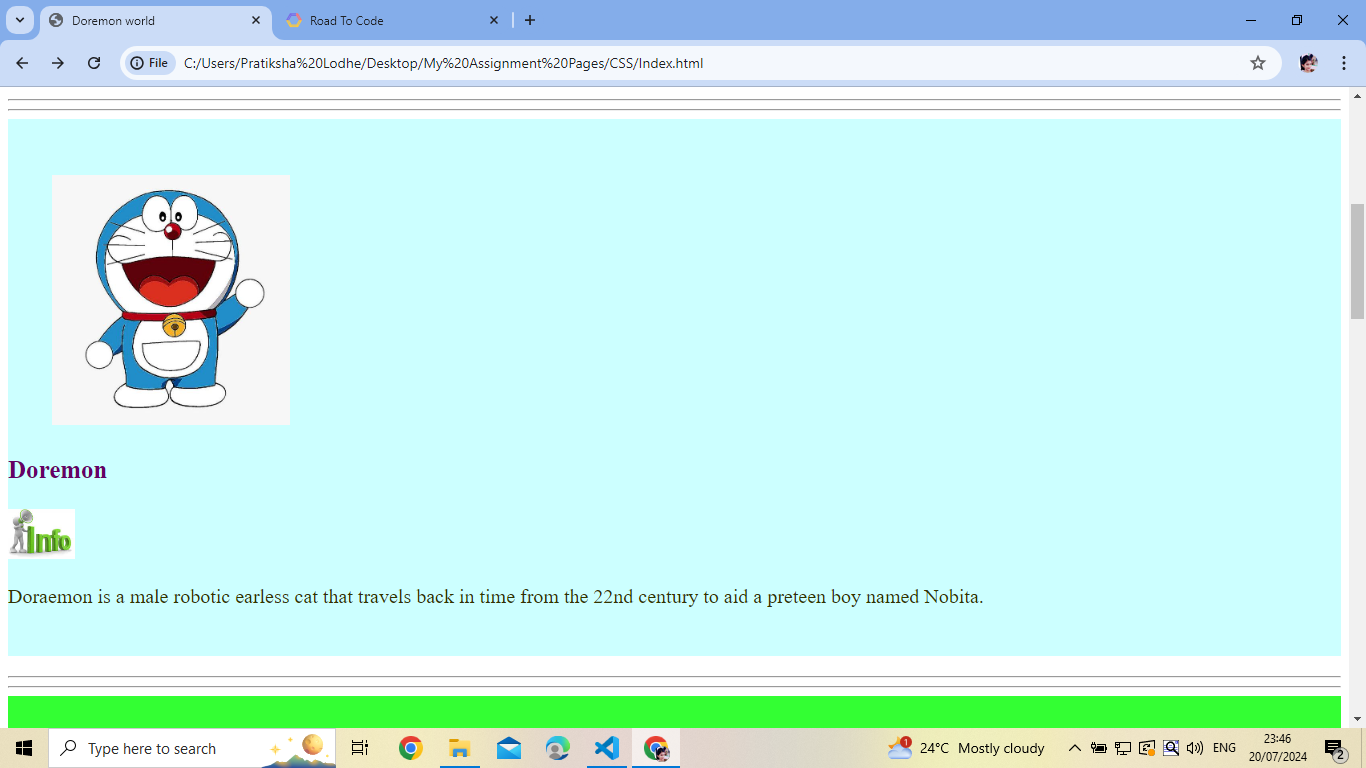 Doremon world
Road To Code
File
C:/Users/Pratiksha%20Lodhe/Desktop/My%20Assignment%20Pages/CSS/Index.html
Doremon
Info
Doraemon is a male robotic earless cat that travels back in time from the 22nd century to aid a preteen boy named Nobita.
Type here to search
1
24°C Mostly cloudy
ENG
23:46
20/07/2024
2